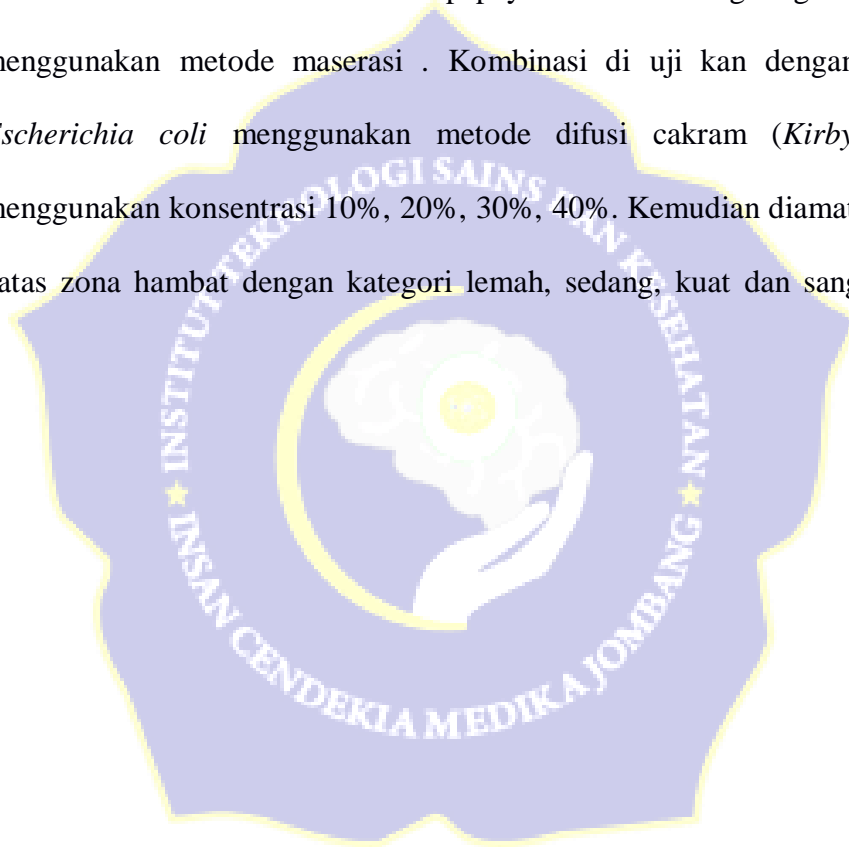 menggunakan metode maserasi . Kombinasi di uji kan dengan
Escherichia coli menggunakan metode difusi cakram (Kirby
menggunakan konsentrasi 10%, 20%, 30%, 40%. Kemudian diamat
atas zona hambat dengan kategori lemah, sedang, kuat dan sang
INSTITUT TEKNOLOGI SAINS DAN KESEHATAN
INSAN CENDEKIA MEDIKA JOMBANG